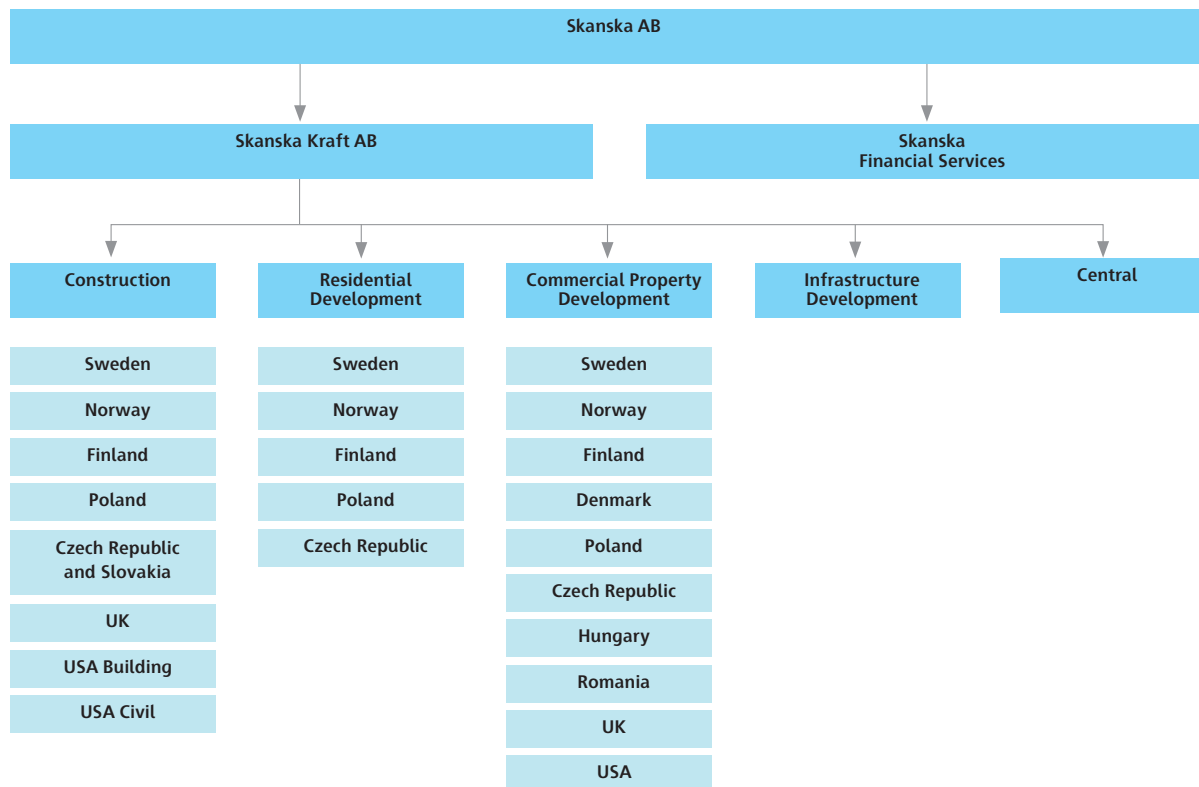 Skanska AB
Skanska Kraft AB
Skanska
Financial Services
Construction
Residential
Development
Commercial Property
Development
Infrastructure
Development
Central
Sweden
Norway
Finland
Poland
Czech Republic
and Slovakia
UK
USA Building
USA Civil
Sweden
Norway
Finland
Poland
Czech Republic
Sweden
Norway
Finland
Denmark
Poland
Czech Republic
Hungary
Romania
UK
USA